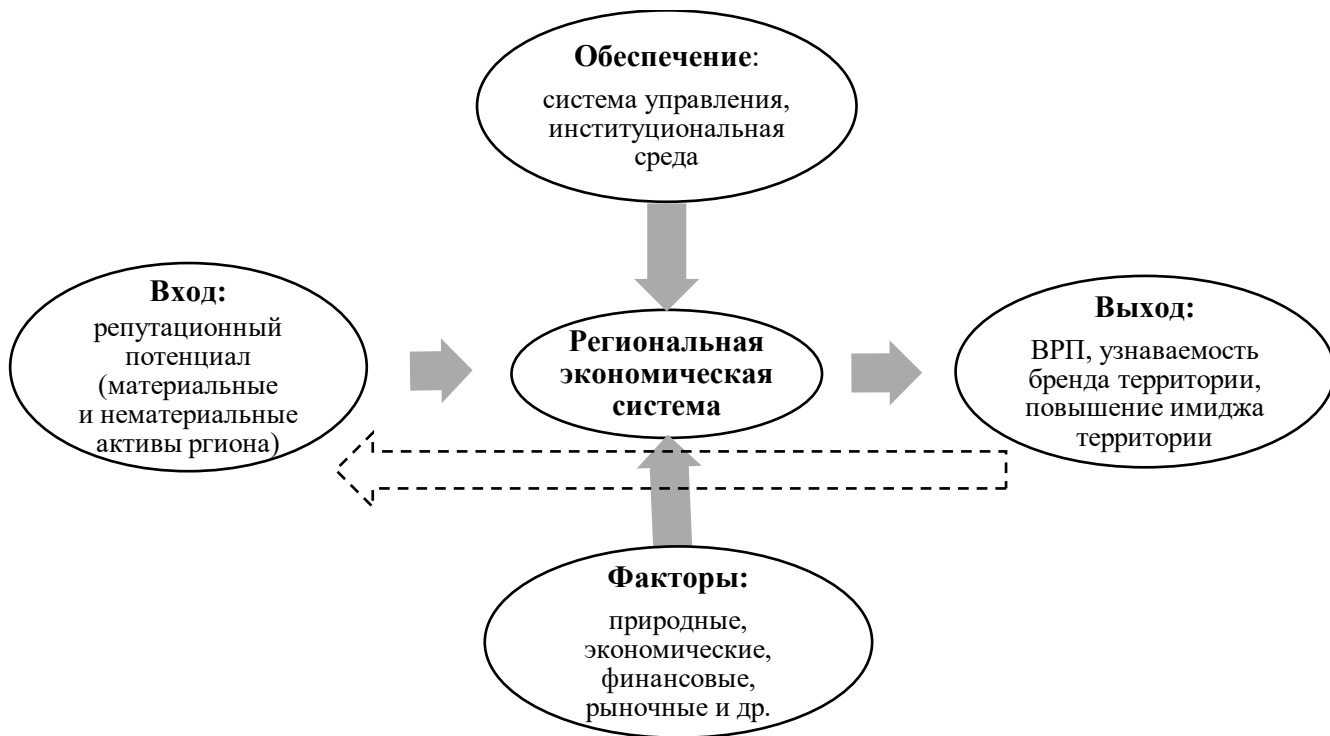 Обеспечение:
система управления,
институциональная
среда
Вход:
репутационный
потенциал
(материальные
и нематериальные
активы ргиона)
Региональная
экономическая
система
Выход:
ВРП, узнаваемость
бренда территории,
повышение имиджа
территории
Факторы:
природные,
экономические,
финансовые,
рыночные и др.